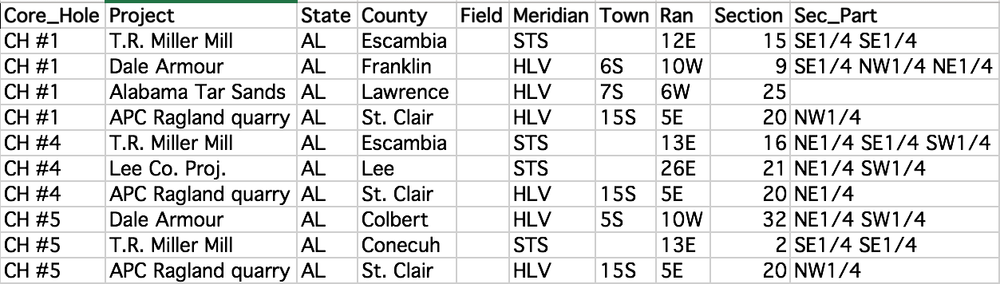 Core_Hole Project State County Field Meridian Town Ran Section Sec_Part
CH #1 T.R. Miller Mill AL Escambia STS 12E 15 SE1/4 SE1/4
CH #1 Dale Armour AL Franklin HLV 6S 10W 9 SE1/4 NW1/4 NE1/4
CH #1 Alabama Tar Sands AL Lawrence HLV 7S 6W 25
CH #1 APC Ragland quarry AL St. Clair HLV 15S 5E 20 NW1/4
CH #4 T.R. Miller Mill AL Escambia STS 13E 16 NE1/4 SE1/4 SW1/4
CH #4 Lee Co. Proj. AL Lee STS 26E 21 NE1/4 SW1/4
CH #4 APC Ragland quarry AL St. Clair HLV 15S 5E 20 NE1/4
CH #5 Dale Armour AL Colbert HLV 5S 10W 32 NE1/4 SW1/4
CH #5 T.R. Miller Mill AL Conecuh STS 13E 2 SE1/4 SE1/4
CH #5 APC Ragland quarry AL St. Clair HLV 15S 5E 20 NW1/4